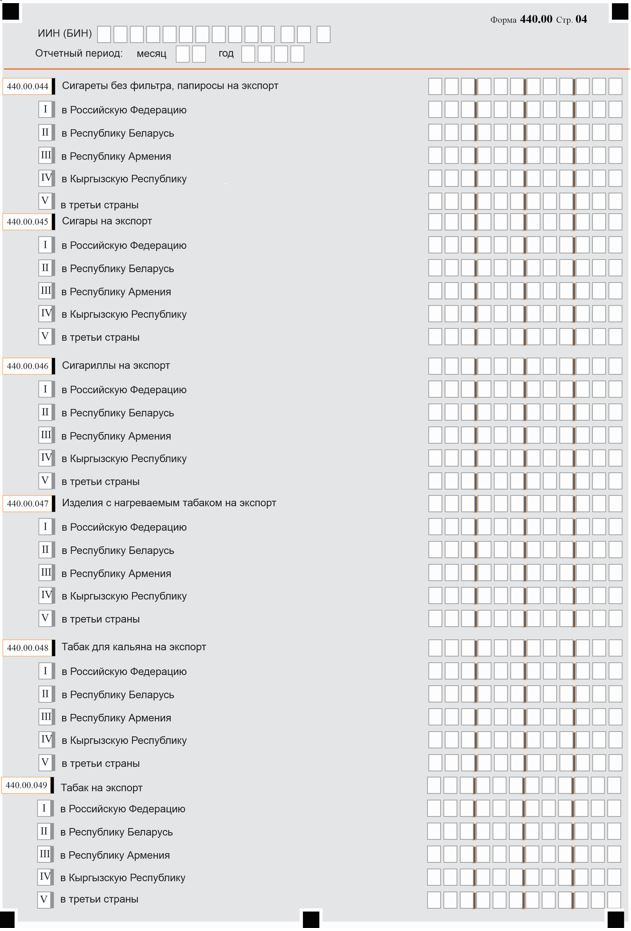 Форма 440.00 Стр. 04
ИИН (БИН)
Отчетный период: месяц год
440.00.044 Сигареты без фильтра, папиросы на экспорт
I в Российскую Федерацию
II в Республику Беларусь
III в Республику Армения
IV в Кыргызскую Республику
V в третьи страны
440.00.045 Сигары на экспорт
I в Российскую Федерацию
II в Республику Беларусь
III в Республику Армения
IV в Кыргызскую Республику
V в третьи страны
440.00.046 Сигариллы на экспорт
I в Российскую Федерацию
II в Республику Беларусь
III в Республику Армения
IV в Кыргызскую Республику
V в третьи страны
440.00.047 Изделия с нагреваемым табаком на экспорт
I в Российскую Федерацию
II в Республику Беларусь
III в Республику Армения
IV в Кыргызскую Республику
V в третьи страны
440.00.048 Табак для кальяна на экспорт
I в Российскую Федерацию
II в Республику Беларусь
III в Республику Армения
IV в Кыргызскую Республику
V в третьи страны
440.00.049 Табак на экспорт
I в Российскую Федерацию
II в Республику Беларусь
III в Республику Армения
IV в Кыргызскую Республику
V в третьи страны